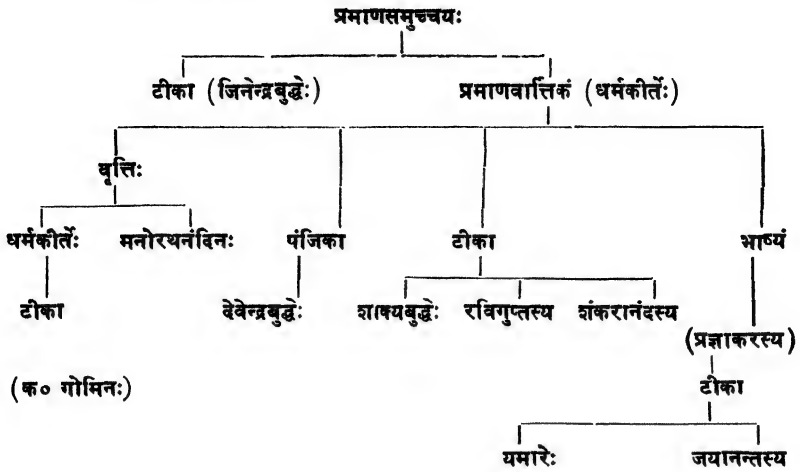 प्रमाणसमुच्चयः
टीका (जिनेन्द्रबुद्धेः) प्रमाणवार्त्तिकं (धर्मकीर्तेः)
वृत्तिः
धर्मकीर्तेः मनोरथनंदिनः पंजिका टीका भाष्यं
टीका देवेन्द्रबुद्धेः शाक्यबुद्धेः रविगुप्तस्य शंकरानंदस्य
(प्रज्ञाकरस्य)
(क० गोमिनः) टीका
यमारेः जयानन्तस्य